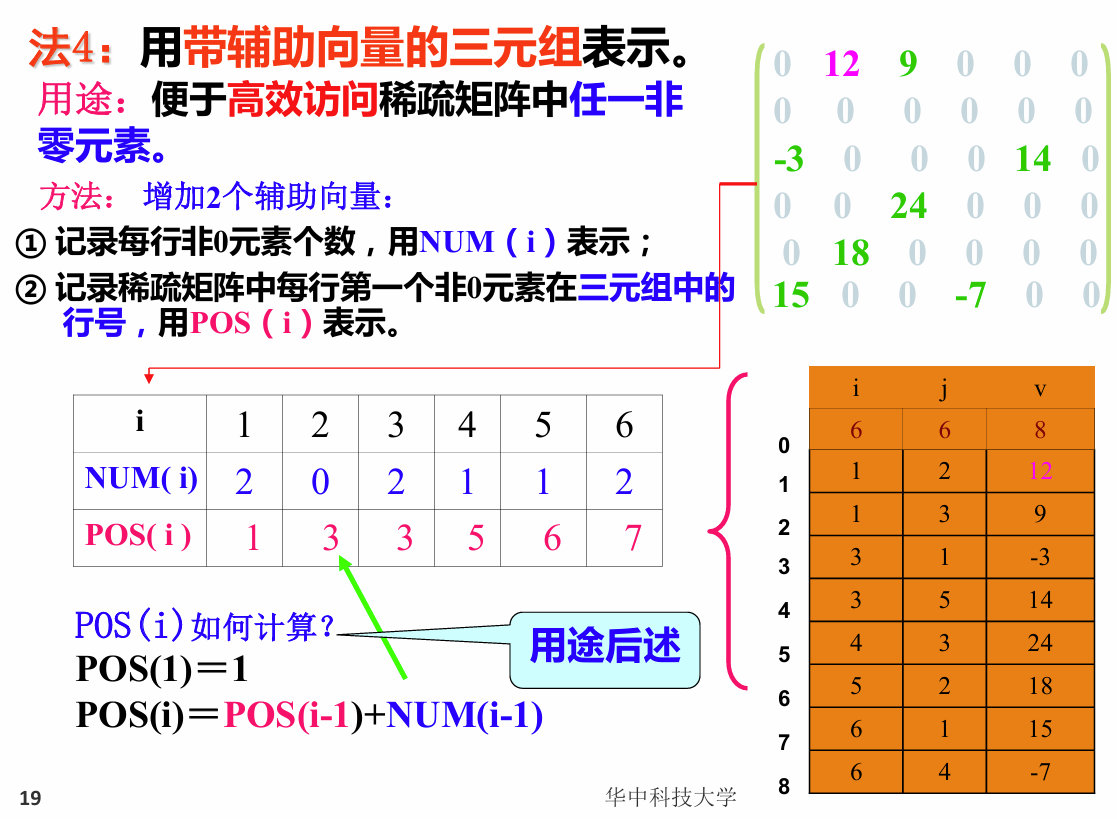 法4：用带辅助向量的三元组表示。
用途：便于高效访问稀疏矩阵中任一非
零元素。
方法： 增加2个辅助向量：
① 记录每行非0元素个数，用NUM（i）表示；
② 记录稀疏矩阵中每行第一个非0元素在三元组中的
行号，用POS（i）表示。
0 12 9 0 0 0
0 0 0 0 0 0
-3 0 0 0 14 0
0 0 24 0 0 0
0 18 0 0 0 0
15 0 0 -7 0 0
i 1 2 3 4 5 6
NUM( i) 2 0 2 1 1 2
POS( i ) 1 3 3 5 6 7
POS(i)如何计算?
用途后述
POS(1)＝1
POS(i)＝POS(i-1)+NUM(i-1)
i j v
0 6 6 8
1 1 2 12
2 1 3 9
3 3 1 -3
4 3 5 14
5 4 3 24
6 5 2 18
7 6 1 15
8 6 4 -7
19
华中科技大学